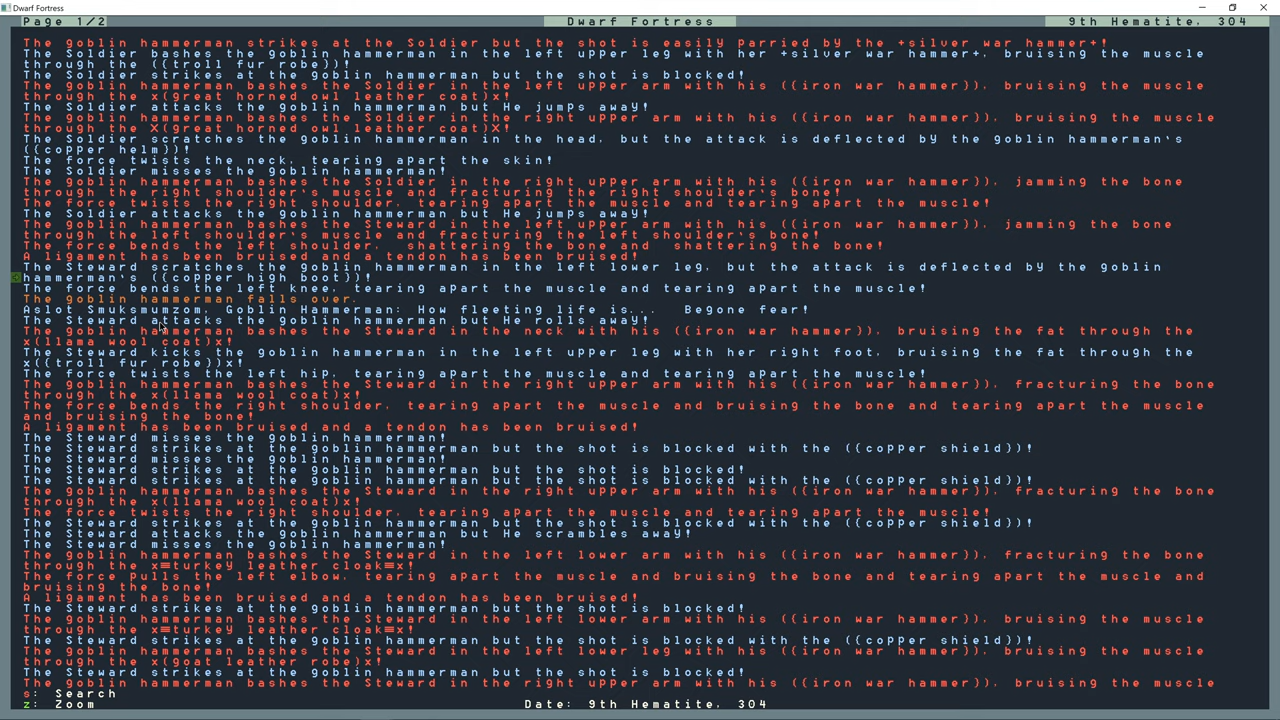 Dwarf Fortress
Page 1/2
Dwarf Fortress
9th Hematite, 304
The goblin hammerman strikes at the Soldier but the shot is easily parried by the +silver war hammer+!
The Soldier bashes the goblin hammerman in the left upper leg with her +silver war hammer+, bruising the muscle
through the ((troll fur robe))!
The Soldier strikes at the goblin hammerman but the shot is blocked!
The goblin hammerman bashes the Soldier in the left upper arm with his ((iron war hammer)), bruising the muscle
through the x(great horned owl leather coat)x!
The Soldier attacks the goblin hammerman but He jumps away!
The goblin hammerman bashes the Soldier in the right upper arm with his ((iron war hammer)), bruising the muscle
through the X(great horned owl leather coat)X!
The Soldier scratches the goblin hammerman in the head, but the attack is deflected by the goblin hammerman's
((copper helm))!
The force twists the neck, tearing apart the skin!
The Soldier misses the goblin hammerman!
The goblin hammerman bashes the Soldier in the right upper arm with his ((iron war hammer)), jamming the bone
through the right shoulder's muscle and fracturing the right shoulder's bone!
The force twists the right shoulder, tearing apart the muscle and tearing apart the muscle!
The Soldier attacks the goblin hammerman but He jumps away!
The goblin hammerman bashes the Steward in the left upper arm with his ((iron war hammer)), jamming the bone
through the left shoulder's muscle and fracturing the left shoulder's bone!
The force bends the left shoulder, shattering the bone and shattering the bone!
A ligament has been bruised and a tendon has been bruised!
The Steward scratches the goblin hammerman in the left lower leg, but the attack is deflected by the goblin
hammerman's ((copper high boot))!
The force bends the left knee, tearing apart the muscle and tearing apart the muscle!
The goblin hammerman falls over.
Aslot Smuksmumzom, Goblin Hammerman: How fleeting life is... Begone fear!
The Steward attacks the goblin hammerman but He rolls away!
The goblin hammerman bashes the Steward in the neck with his ((iron war hammer)), bruising the fat through the
x(llama wool coat)x!
The Steward kicks the goblin hammerman in the left upper leg with her right foot, bruising the fat through the
x((troll fur robe))x!
The force twists the left hip, tearing apart the muscle and tearing apart the muscle!
The goblin hammerman bashes the Steward in the right upper arm with his ((iron war hammer)), fracturing the bone
through the x(llama wool coat)x!
The force bends the right shoulder, tearing apart the muscle and bruising the bone and tearing apart the muscle
and bruising the bone!
A ligament has been bruised and a tendon has been bruised!
The Steward misses the goblin hammerman!
The Steward strikes at the goblin hammerman but the shot is blocked with the ((copper shield))!
The Steward misses the goblin hammerman!
The Steward strikes at the goblin hammerman but the shot is blocked!
The Steward strikes at the goblin hammerman but the shot is blocked with the ((copper shield))!
The goblin hammerman bashes the Steward in the right upper arm with his ((iron war hammer)), fracturing the bone
through the x(llama wool coat)x!
The force twists the right shoulder, tearing apart the muscle and tearing apart the muscle!
The Steward strikes at the goblin hammerman but the shot is blocked with the ((copper shield))!
The Steward attacks the goblin hammerman but He scrambles away!
The Steward misses the goblin hammerman!
The goblin hammerman bashes the Steward in the left lower arm with his ((iron war hammer)), fracturing the bone
through the x≡turkey leather cloak≡x!
The force pulls the left elbow, tearing apart the muscle and bruising the bone and tearing apart the muscle and
bruising the bone!
A ligament has been bruised and a tendon has been bruised!
The Steward strikes at the goblin hammerman but the shot is blocked!
The goblin hammerman bashes the Steward in the left lower arm with his ((iron war hammer)), bruising the muscle
through the x≡turkey leather cloak≡x!
The Steward strikes at the goblin hammerman but the shot is blocked with the ((copper shield))!
The goblin hammerman bashes the Steward in the left lower leg with his ((iron war hammer)), bruising the muscle
through the x(goat leather robe)x!
The Steward strikes at the goblin hammerman but the shot is blocked!
The goblin hammerman bashes the Steward in the right upper arm with his ((iron war hammer)), bruising the muscle
s: Search
z: Zoom
Date: 9th Hematite, 304